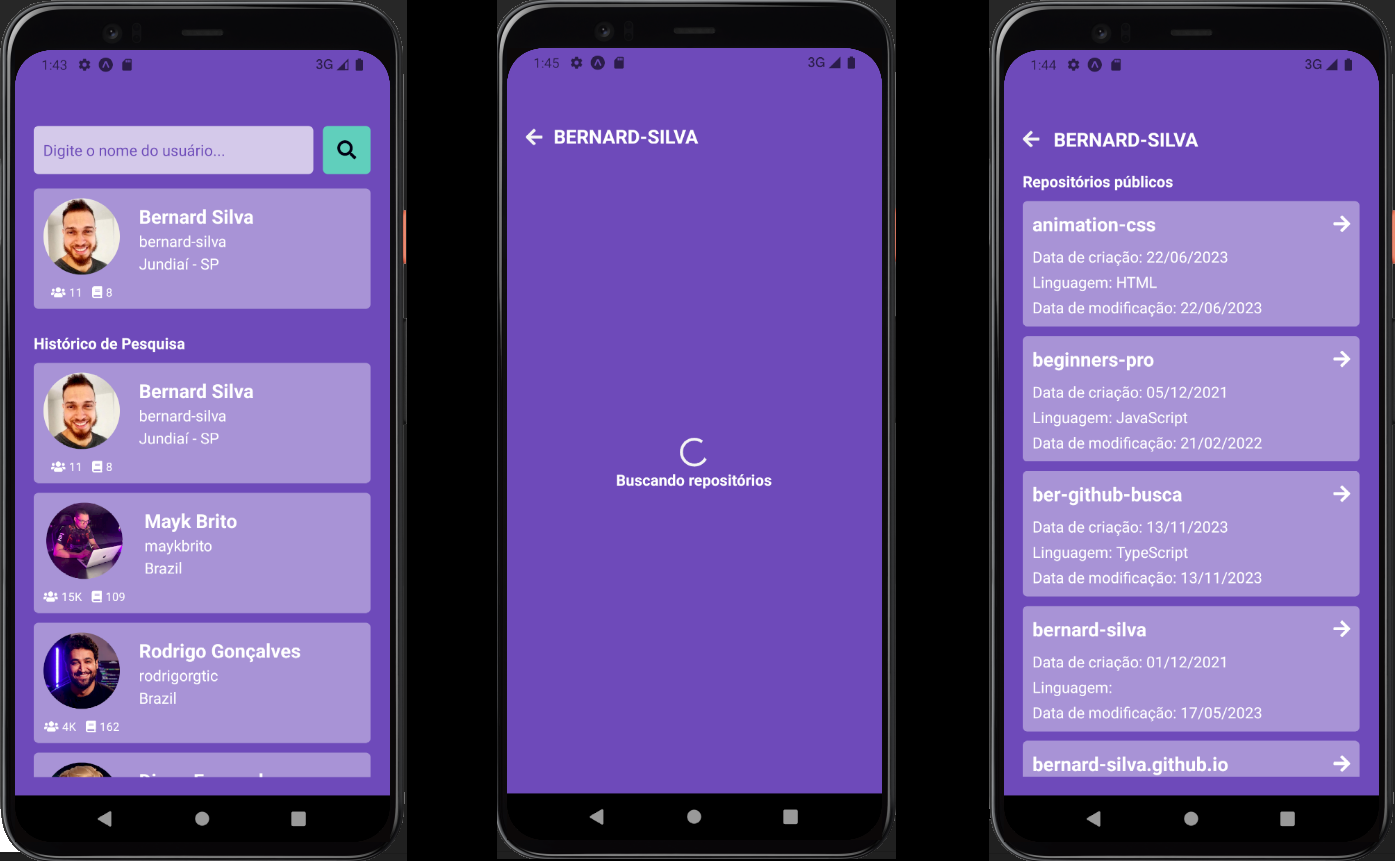 1:43
3G
Digite o nome do usuário...
Bernard Silva
bernard-silva
Jundiaí - SP
11 8
Histórico de Pesquisa
Bernard Silva
bernard-silva
Jundiaí - SP
11 8
Mayk Brito
maykbrito
Brazil
15K 109
Rodrigo Gonçalves
rodrigorgtic
Brazil
4K 162
1:45
3G
BERNARD-SILVA
Buscando repositórios
1:44
3G
BERNARD-SILVA
Repositórios públicos
animation-css
Data de criação: 22/06/2023
Linguagem: HTML
Data de modificação: 22/06/2023
beginners-pro
Data de criação: 05/12/2021
Linguagem: JavaScript
Data de modificação: 21/02/2022
ber-github-busca
Data de criação: 13/11/2023
Linguagem: TypeScript
Data de modificação: 13/11/2023
bernard-silva
Data de criação: 01/12/2021
Linguagem:
Data de modificação: 17/05/2023
bernard-silva.github.io